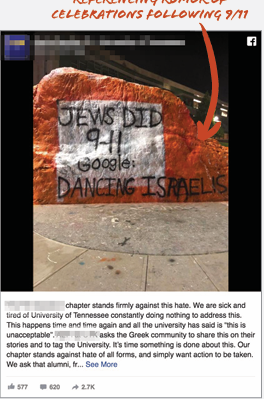 REFERENCING RUMOR OF
CELEBRATIONS FOLLOWING 9/11
JEWS DID
9-11
Google:
DANCING ISRAELIS
chapter stands firmly against this hate. We are sick and
tired of University of Tennessee constantly doing nothing to address this.
This happens time and time again and all the university has said is "this is
unacceptable". asks the Greek community to share this on their
stories and to tag the University. It's time something is done about this. Our
chapter stands against hate of all forms, and simply want action to be taken.
We ask that alumni, fr... See More
577 620 2.7K